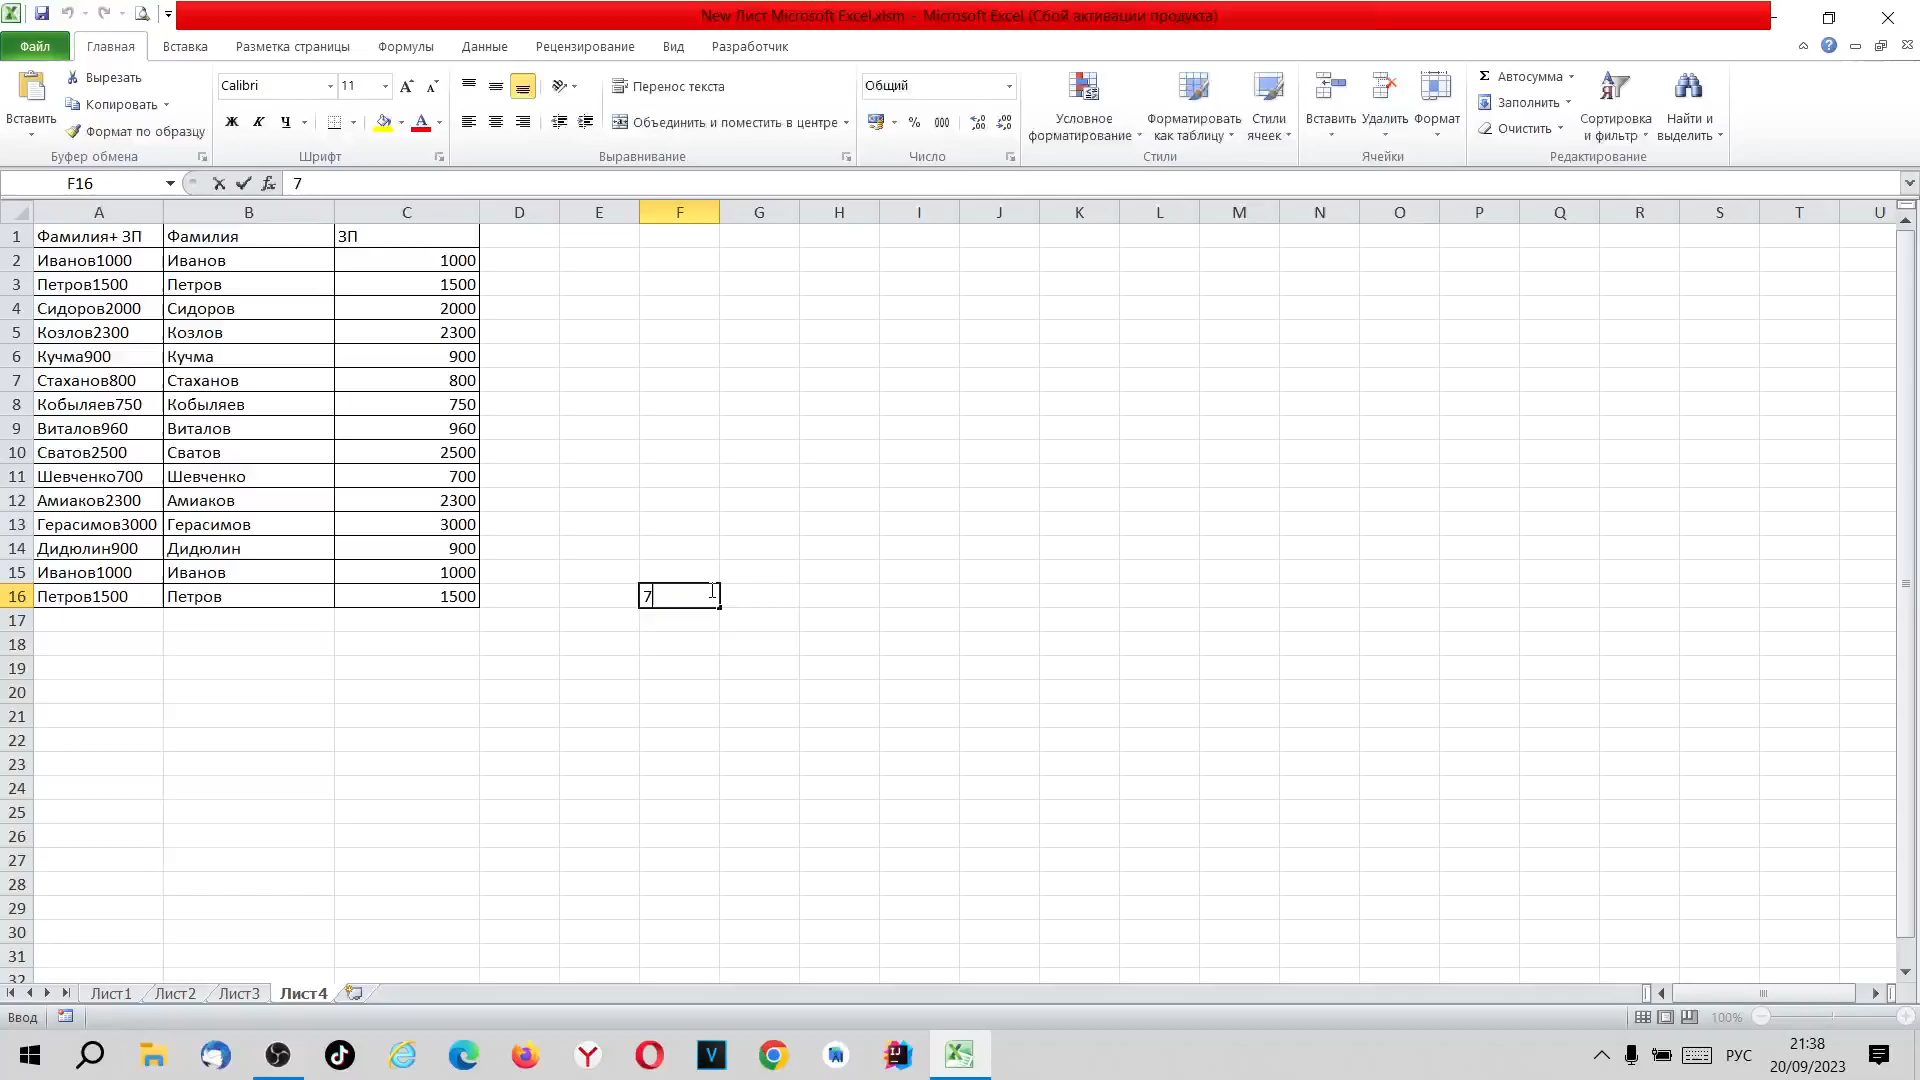 New Лист Microsoft Excel.xlsm - Microsoft Excel (Сбой активации продукта)
Файл Главная Вставка Разметка страницы Формулы Данные Рецензирование Вид Разработчик
Вставить
Вырезать
Копировать
Формат по образцу
Буфер обмена
Calibri 11
Ж К Ч
Шрифт
Перенос текста
Объединить и поместить в центре
Выравнивание
Общий
% 000
Число
Условное форматирование
Форматировать как таблицу
Стили ячеек
Стили
Вставить Удалить Формат
Ячейки
Σ Автосумма
Заполнить
Очистить
Сортировка и фильтр
Найти и выделить
Редактирование
F16 fx 7
A B C D E F G H I J K L M N O P Q R S T U
1 Фамилия+ ЗП Фамилия ЗП
2 Иванов1000 Иванов 1000
3 Петров1500 Петров 1500
4 Сидоров2000 Сидоров 2000
5 Козлов2300 Козлов 2300
6 Кучма900 Кучма 900
7 Стаханов800 Стаханов 800
8 Кобыляев750 Кобыляев 750
9 Виталов960 Виталов 960
10 Сватов2500 Сватов 2500
11 Шевченко700 Шевченко 700
12 Амиаков2300 Амиаков 2300
13 Герасимов3000 Герасимов 3000
14 Дидюлин900 Дидюлин 900
15 Иванов1000 Иванов 1000
16 Петров1500 Петров 1500 7
17
18
19
20
21
22
23
24
25
26
27
28
29
30
31
32
Лист1 Лист2 Лист3 Лист4
Ввод 100%
РУС 21:38
20/09/2023